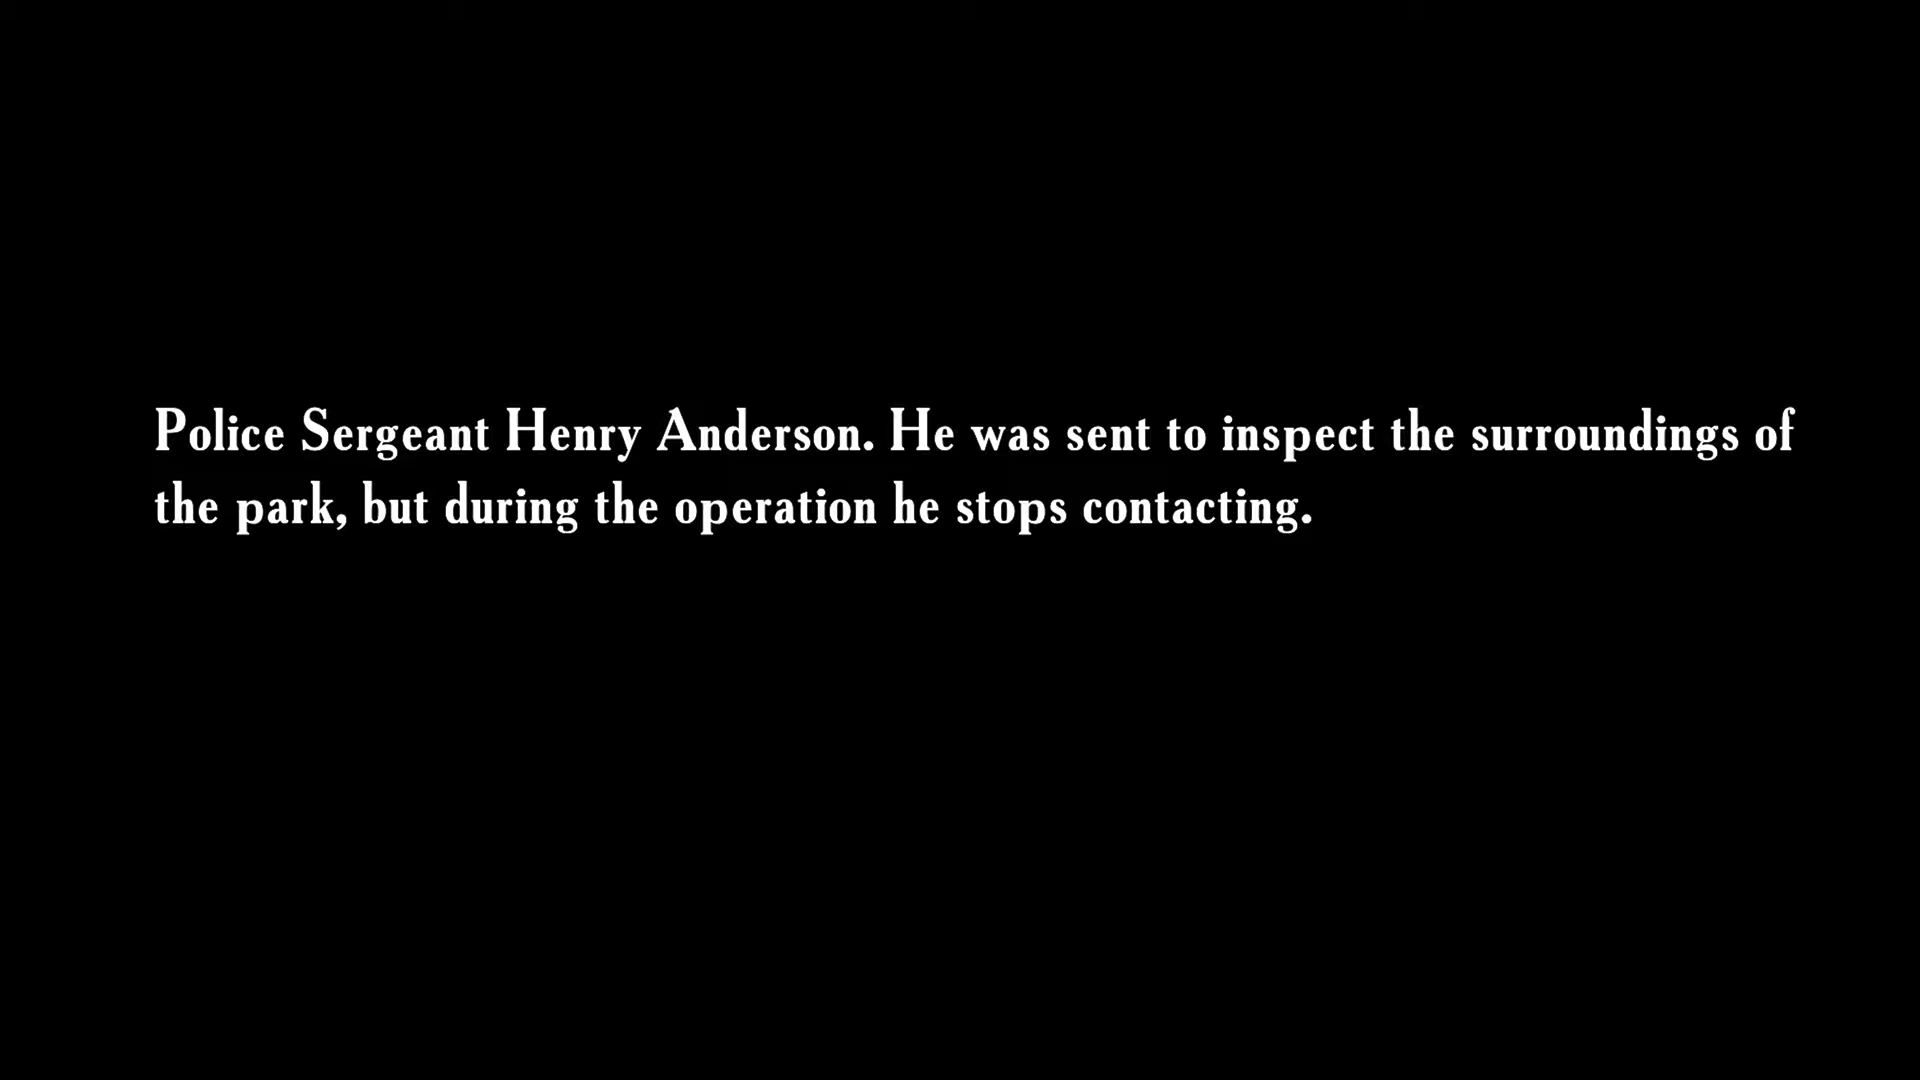 Police Sergeant Henry Anderson. He was sent to inspect the surroundings of
the park, but during the operation he stops contacting.